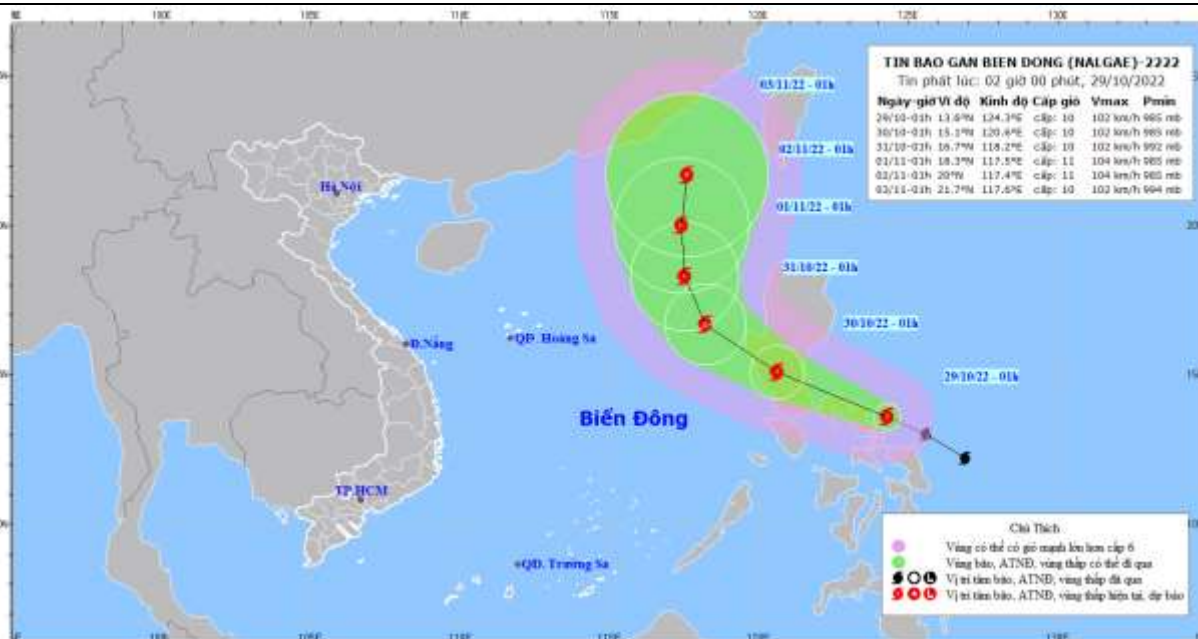 TIN BAO GAN BIEN DONG (NALGAE)-2222
Tin phát lúc: 02 giờ 00 phút, 29/10/2022
Ngày-giờ Vĩ độ Kinh độ Cấp gió Vmax Pmin
29/10-01h 13.6°N 124.3°E cấp: 10 102 km/h 985 mb
30/10-01h 15.1°N 120.6°E cấp: 10 102 km/h 985 mb
31/10-01h 16.7°N 118.2°E cấp: 10 102 km/h 992 mb
01/11-01h 18.3°N 117.5°E cấp: 11 104 km/h 985 mb
02/11-01h 20°N 117.4°E cấp: 11 104 km/h 985 mb
03/11-01h 21.7°N 117.6°E cấp: 10 102 km/h 994 mb
03/11/22 - 01h
02/11/22 - 01h
01/11/22 - 01h
31/10/22 - 01h
30/10/22 - 01h
29/10/22 - 01h
Hà Nội
Đ.Nẵng
QĐ. Hoàng Sa
Biển Đông
TP.HCM
QĐ. Trường Sa
Chú Thích
Vùng có thể có gió mạnh lớn hơn cấp 6
Vùng bão, ATNĐ, vùng thấp có thể đi qua
Vị trí tâm bão, ATNĐ, vùng thấp đã qua
Vị trí tâm bão, ATNĐ, vùng thấp hiện tại, dự báo